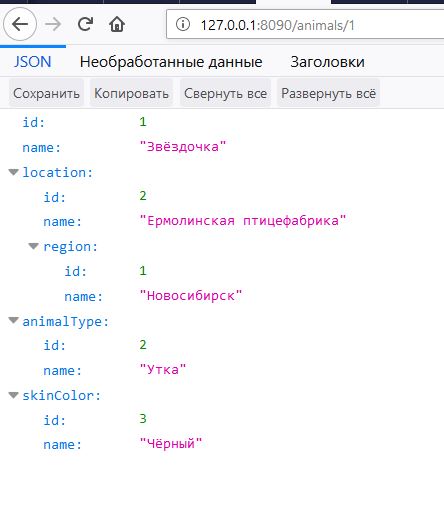 127.0.0.1:8090/animals/1
JSON Необработанные данные Заголовки
Сохранить Копировать Свернуть все Развернуть всё
id: 1
name: "Звёздочка"
location:
id: 2
name: "Ермолинская птицефабрика"
region:
id: 1
name: "Новосибирск"
animalType:
id: 2
name: "Утка"
skinColor:
id: 3
name: "Чёрный"